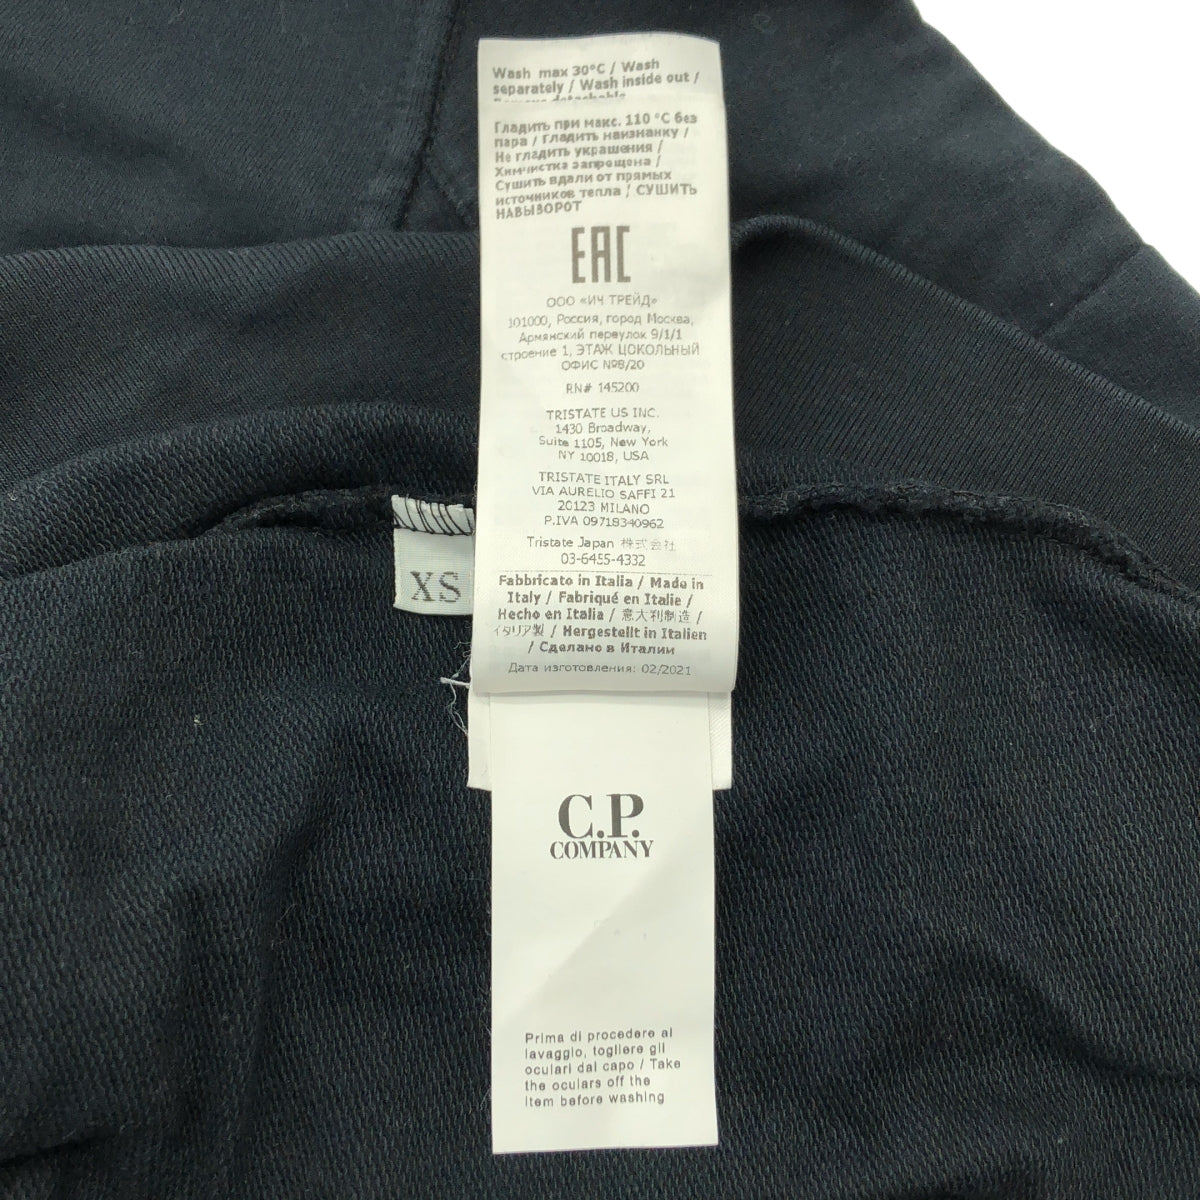 Wash max 30°C / Wash
separately / Wash inside out /
Remove detachable
Гладить при макс. 110 °C без
пара / Гладить наизнанку /
Не гладить украшения /
Химчистка запрещена /
Сушить вдали от прямых
источников тепла / СУШИТЬ
НАВЫВОРОТ
EAC
ООО «ИЧ ТРЕЙД»
101000, Россия, город Москва,
Армянский переулок 9/1/1
строение 1, ЭТАЖ ЦОКОЛЬНЫЙ
ОФИС №8/20
RN# 145200
TRISTATE US INC.
1430 Broadway,
Suite 1105, New York
NY 10018, USA
TRISTATE ITALY SRL
VIA AURELIO SAFFI 21
20123 MILANO
P.IVA 09718340962
Tristate Japan 株式会社
03-6455-4332
Fabbricato in Italia / Made in
Italy / Fabriqué en Italie /
Hecho en Italia / 意大利制造 /
イタリア製 / Hergestellt in Italien
/ Сделано в Италии
Дата изготовления: 02/2021
XS
C.P.
COMPANY
Prima di procedere al
lavaggio, togliere gli
oculari dal capo / Take
the oculars off the
item before washing